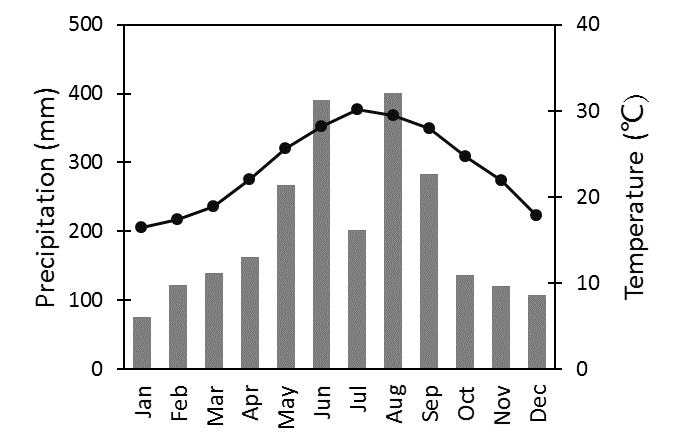 Precipitation (mm)
500
400
300
200
100
0
40
30
20
10
0
Temperature (℃)
Jan
Feb
Mar
Apr
May
Jun
Jul
Aug
Sep
Oct
Nov
Dec